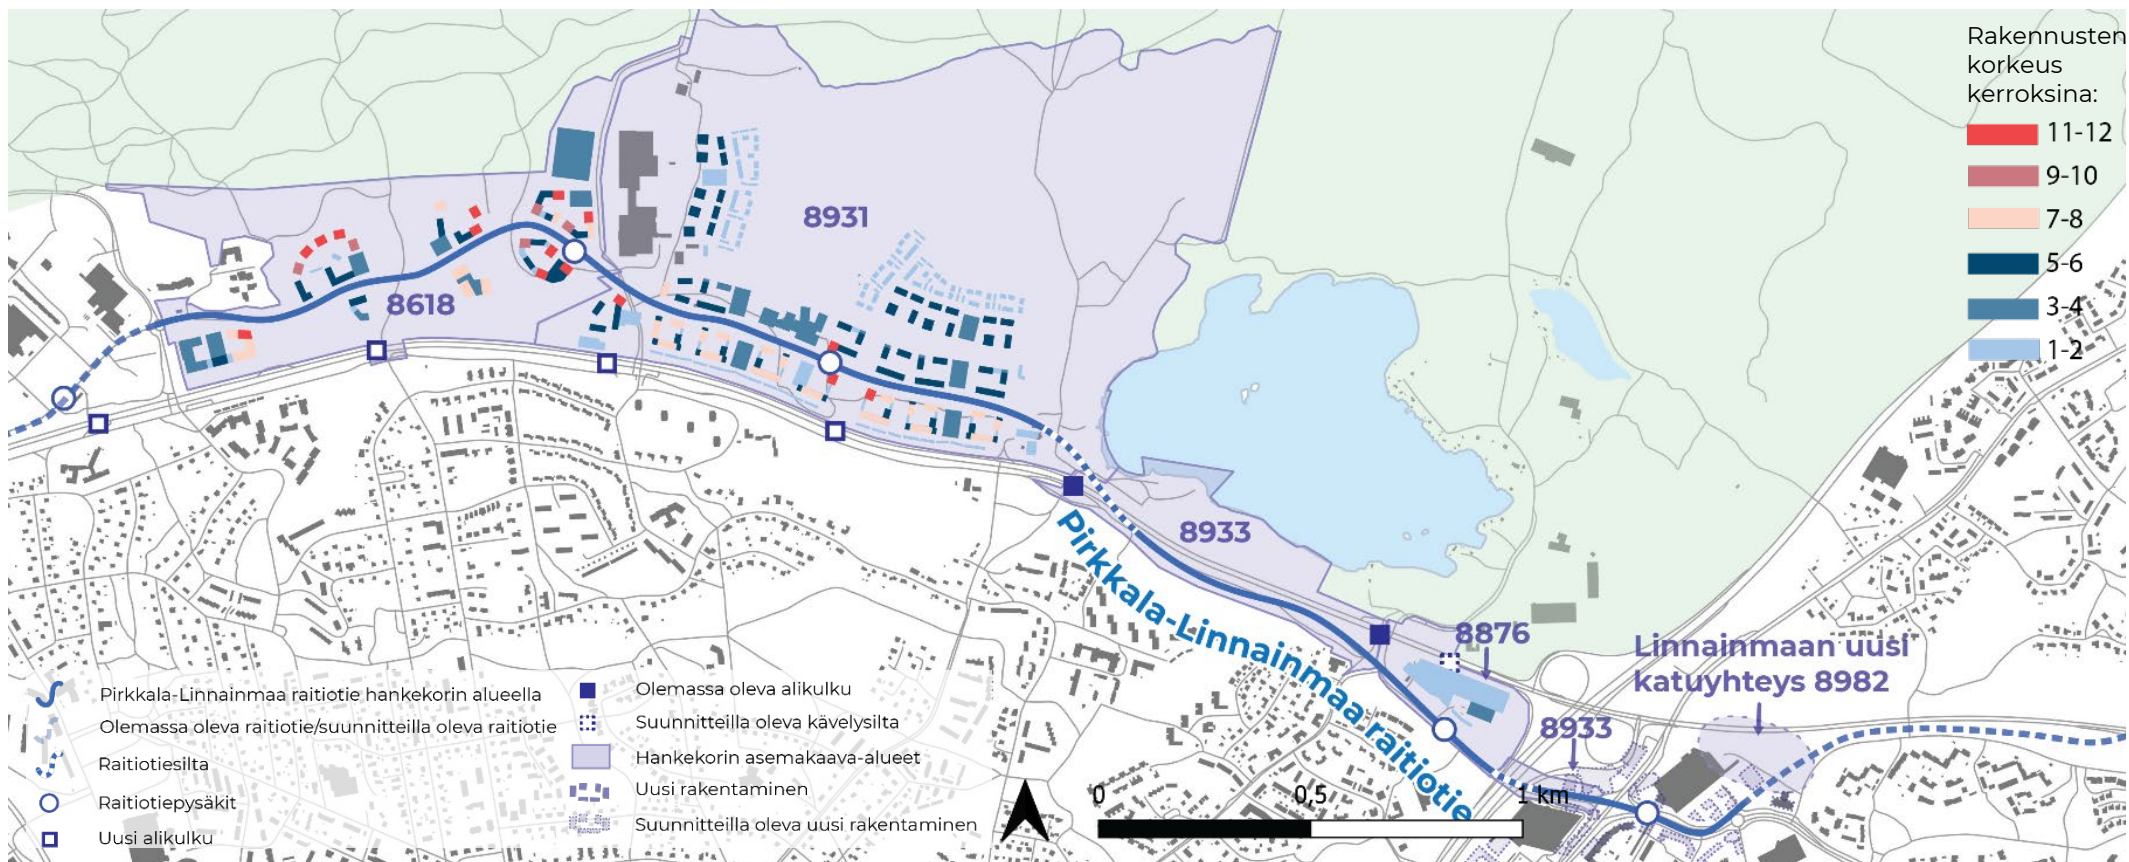 Rakennusten
korkeus
kerroksina:
11-12
9-10
7-8
5-6
3-4
1-2
8931
8618
8933
Pirkkala-Linnainmaa raitiotie
8876
Linnainmaan uusi
katuyhteys 8982
8933
Pirkkala-Linnainmaa raitiotie hankekorin alueella
Olemassa oleva raitiotie/suunnitteilla oleva raitiotie
Raitiotiesilta
Raitiotiepysäkit
Uusi alikulku
Olemassa oleva alikulku
Suunnitteilla oleva kävelysilta
Hankekorin asemakaava-alueet
Uusi rakentaminen
Suunnitteilla oleva uusi rakentaminen
0 0,5 1 km